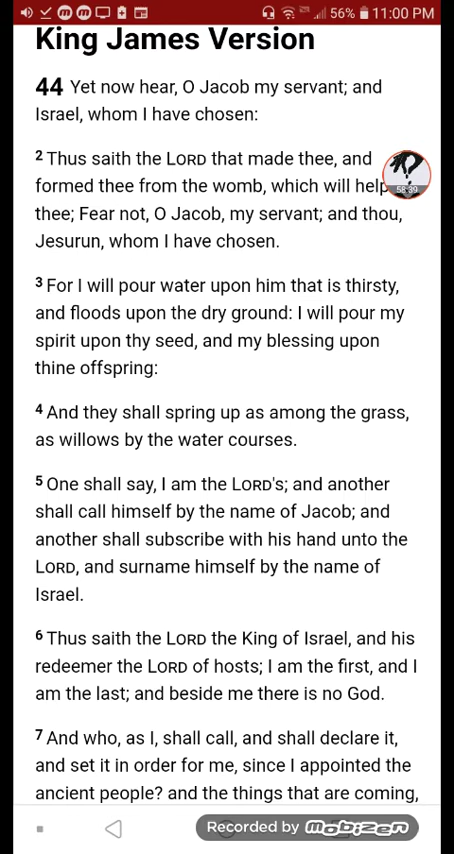 56% 11:00 PM
King James Version
44 Yet now hear, O Jacob my servant; and
Israel, whom I have chosen:
2 Thus saith the LORD that made thee, and
formed thee from the womb, which will help
58:39
thee; Fear not, O Jacob, my servant; and thou,
Jesurun, whom I have chosen.
3 For I will pour water upon him that is thirsty,
and floods upon the dry ground: I will pour my
spirit upon thy seed, and my blessing upon
thine offspring:
4 And they shall spring up as among the grass,
as willows by the water courses.
5 One shall say, I am the LORD's; and another
shall call himself by the name of Jacob; and
another shall subscribe with his hand unto the
LORD, and surname himself by the name of
Israel.
6 Thus saith the LORD the King of Israel, and his
redeemer the LORD of hosts; I am the first, and I
am the last; and beside me there is no God.
7 And who, as I, shall call, and shall declare it,
and set it in order for me, since I appointed the
ancient people? and the things that are coming,
Recorded by mobizen